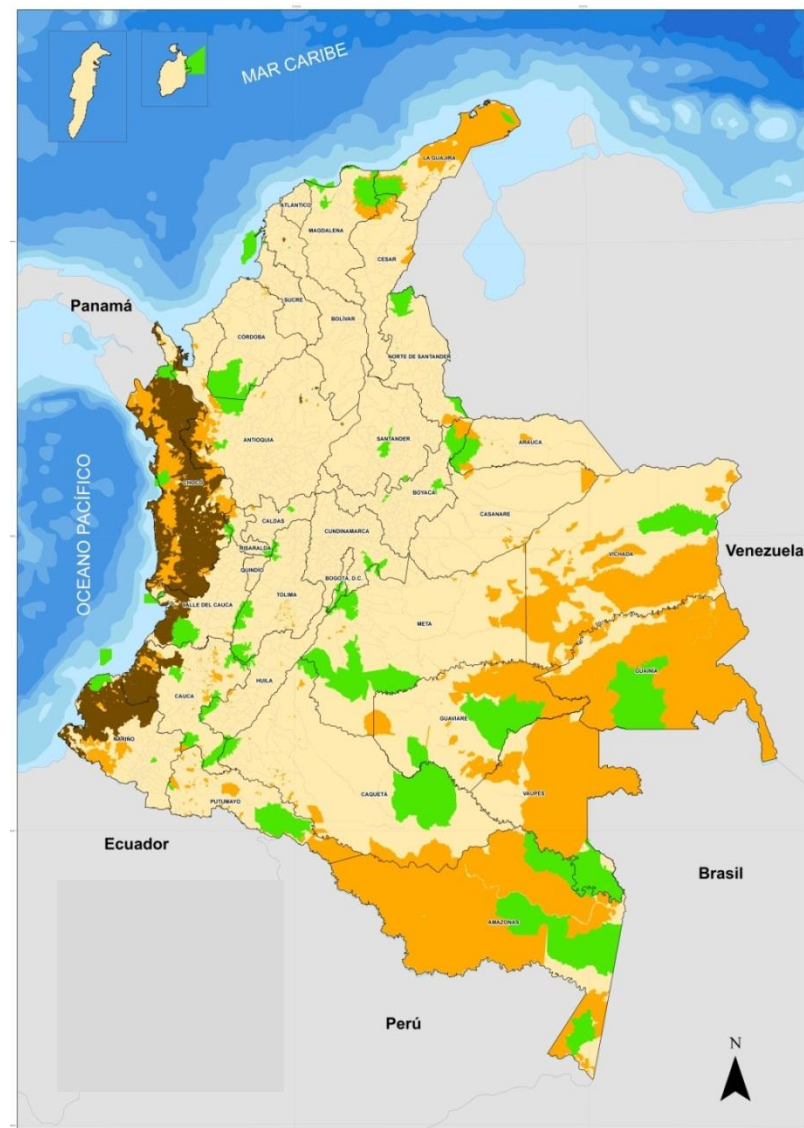 MAR CARIBE
LA GUAJIRA
ATLÁNTICO
MAGDALENA
CESAR
Panamá
SUCRE
BOLÍVAR
CÓRDOBA
NORTE DE SANTANDER
ANTIOQUIA
SANTANDER
ARAUCA
OCEANO PACÍFICO
CHOCÓ
BOYACÁ
CASANARE
CALDAS
CUNDINAMARCA
RISARALDA
VICHADA
Venezuela
QUINDÍO
BOGOTÁ, D.C.
TOLIMA
VALLE DEL CAUCA
META
GUAINÍA
HUILA
CAUCA
GUAVIARE
NARIÑO
VAUPÉS
CAQUETÁ
PUTUMAYO
Ecuador
Brasil
AMAZONAS
Perú
N